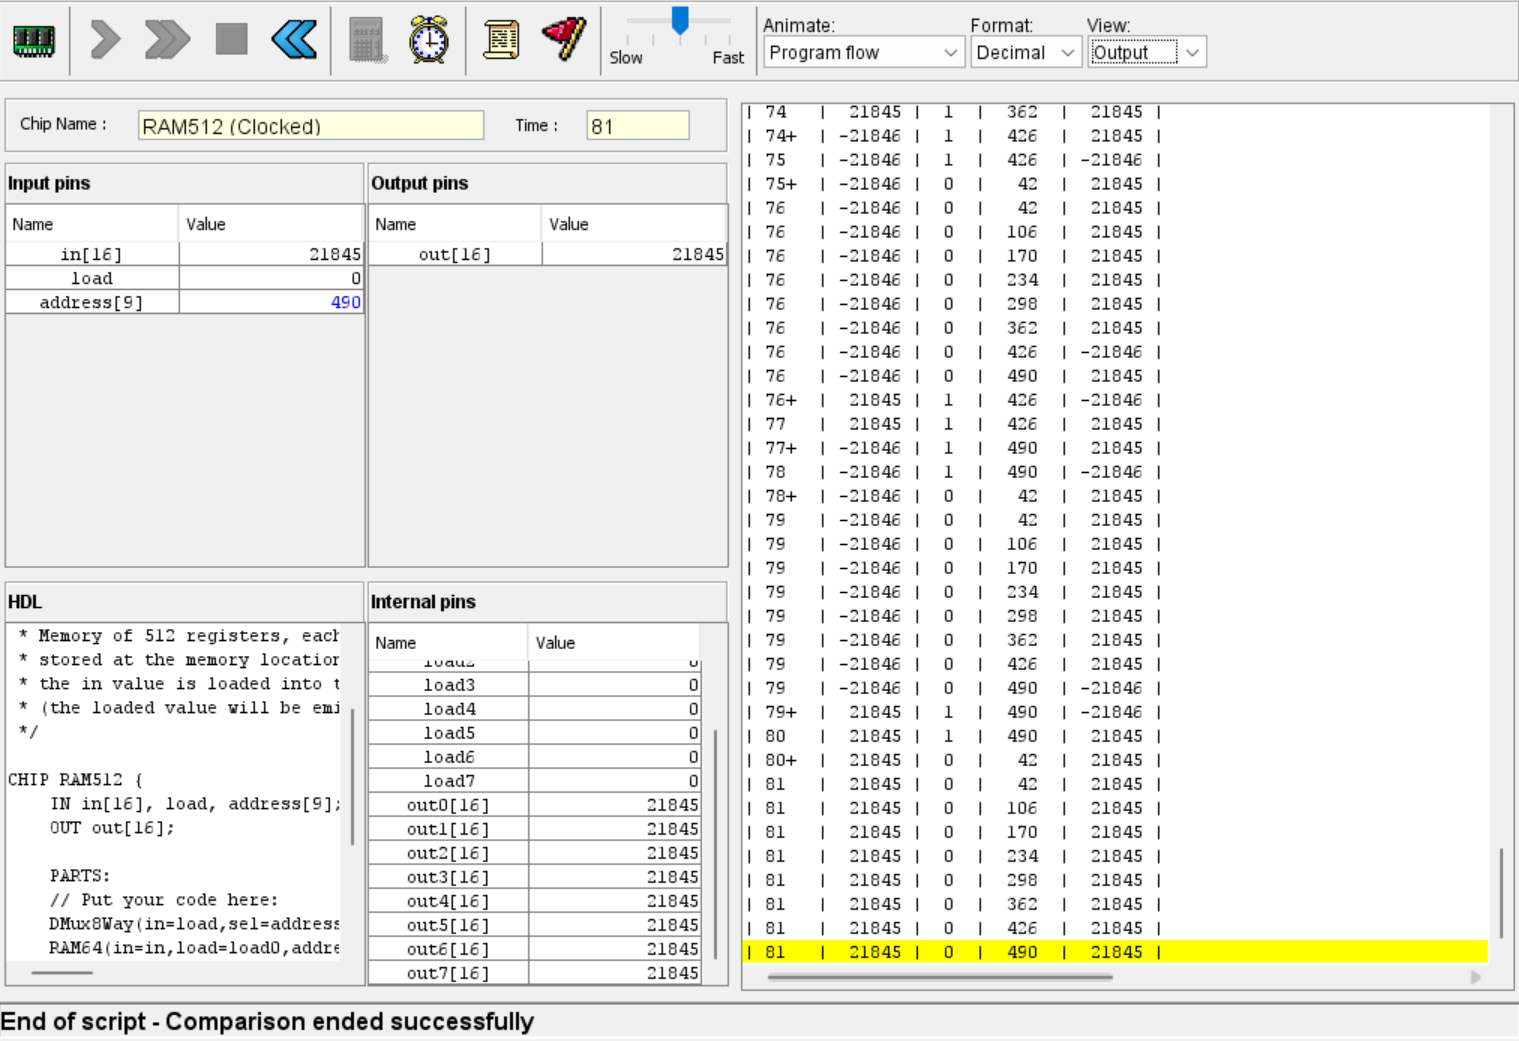 Animate: Format: View:
Slow Fast Program flow Decimal Output
Chip Name : RAM512 (Clocked) Time : 81
Input pins
Name Value
in[16] 21845
load 0
address[9] 490
Output pins
Name Value
out[16] 21845
HDL
* Memory of 512 registers, each
* stored at the memory location
* the in value is loaded into t
* (the loaded value will be emi
*/
CHIP RAM512 {
IN in[16], load, address[9];
OUT out[16];
PARTS:
// Put your code here:
DMux8Way(in=load,sel=address
RAM64(in=in,load=load0,addre
Internal pins
Name Value
load2 0
load3 0
load4 0
load5 0
load6 0
load7 0
out0[16] 21845
out1[16] 21845
out2[16] 21845
out3[16] 21845
out4[16] 21845
out5[16] 21845
out6[16] 21845
out7[16] 21845
| 74 | 21845 | 1 | 362 | 21845 |
| 74+ | -21846 | 1 | 426 | 21845 |
| 75 | -21846 | 1 | 426 | -21846 |
| 75+ | -21846 | 0 | 42 | 21845 |
| 76 | -21846 | 0 | 42 | 21845 |
| 76 | -21846 | 0 | 106 | 21845 |
| 76 | -21846 | 0 | 170 | 21845 |
| 76 | -21846 | 0 | 234 | 21845 |
| 76 | -21846 | 0 | 298 | 21845 |
| 76 | -21846 | 0 | 362 | 21845 |
| 76 | -21846 | 0 | 426 | -21846 |
| 76 | -21846 | 0 | 490 | 21845 |
| 76+ | 21845 | 1 | 426 | -21846 |
| 77 | 21845 | 1 | 426 | 21845 |
| 77+ | -21846 | 1 | 490 | 21845 |
| 78 | -21846 | 1 | 490 | -21846 |
| 78+ | -21846 | 0 | 42 | 21845 |
| 79 | -21846 | 0 | 42 | 21845 |
| 79 | -21846 | 0 | 106 | 21845 |
| 79 | -21846 | 0 | 170 | 21845 |
| 79 | -21846 | 0 | 234 | 21845 |
| 79 | -21846 | 0 | 298 | 21845 |
| 79 | -21846 | 0 | 362 | 21845 |
| 79 | -21846 | 0 | 426 | 21845 |
| 79 | -21846 | 0 | 490 | -21846 |
| 79+ | 21845 | 1 | 490 | -21846 |
| 80 | 21845 | 1 | 490 | 21845 |
| 80+ | 21845 | 0 | 42 | 21845 |
| 81 | 21845 | 0 | 42 | 21845 |
| 81 | 21845 | 0 | 106 | 21845 |
| 81 | 21845 | 0 | 170 | 21845 |
| 81 | 21845 | 0 | 234 | 21845 |
| 81 | 21845 | 0 | 298 | 21845 |
| 81 | 21845 | 0 | 362 | 21845 |
| 81 | 21845 | 0 | 426 | 21845 |
| 81 | 21845 | 0 | 490 | 21845 |
End of script - Comparison ended successfully